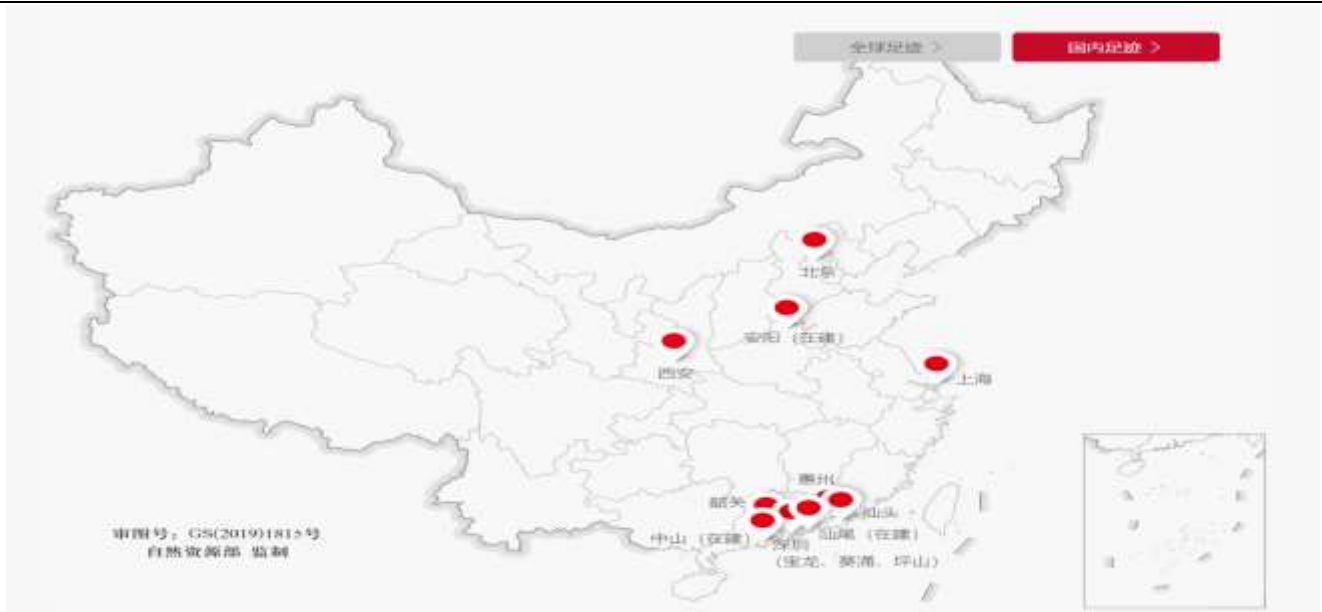 全球足迹 >
国内足迹 >
北京
安阳（在建）
西安
上海
惠州
韶关
汕头
中山（在建）
汕尾（在建）
深圳
（宝龙、葵涌、坪山）
审图号：GS(2019)1815号
自然资源部 监制